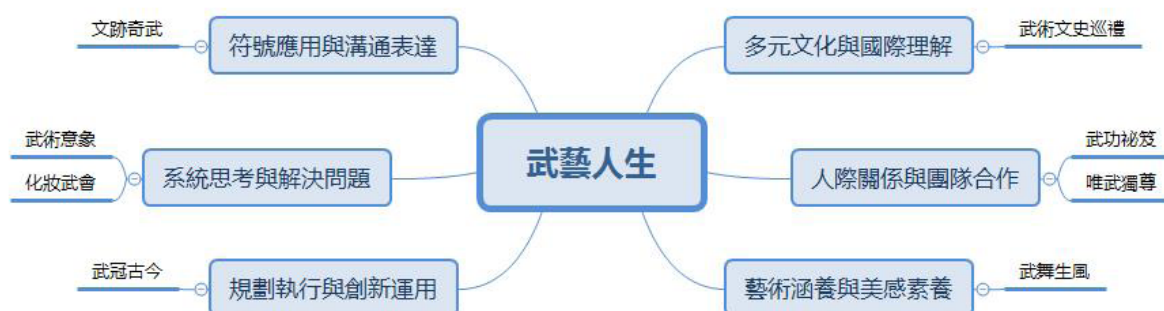 文跡奇武
符號應用與溝通表達
多元文化與國際理解
武術文史巡禮
武術意象
化妝武會
系統思考與解決問題
武藝人生
人際關係與團隊合作
武功祕笈
唯武獨尊
武冠古今
規劃執行與創新運用
藝術涵養與美感素養
武舞生風